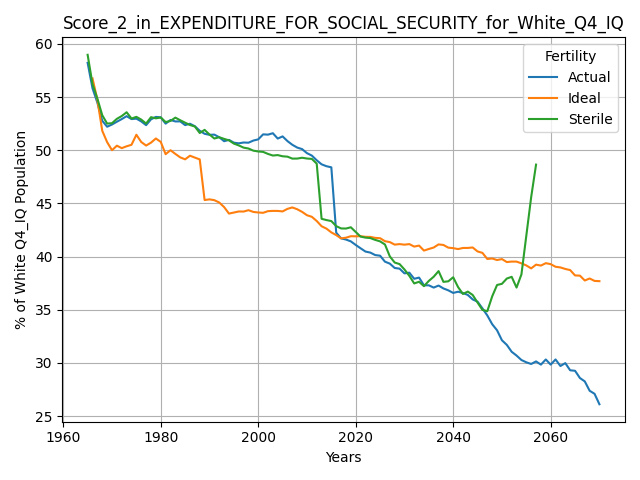 Score_2_in_EXPENDITURE_FOR_SOCIAL_SECURITY_for_White_Q4_IQ
60
55
50
45
40
35
30
25
% of White Q4_IQ Population
Fertility
Actual
Ideal
Sterile
1960
1980
2000
2020
2040
2060
Years